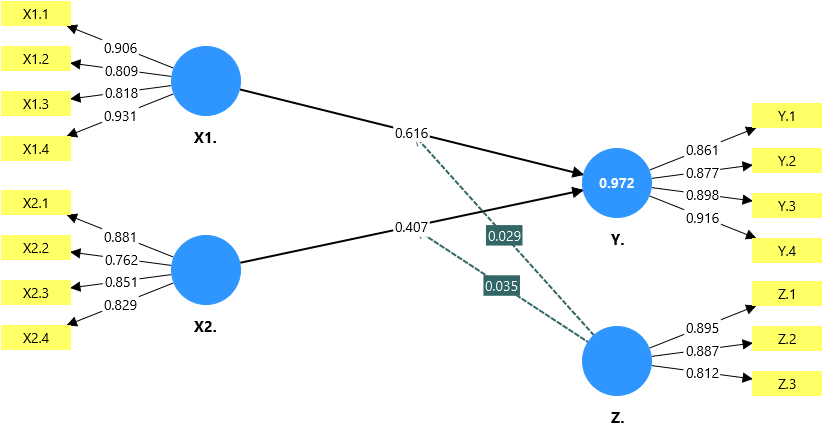 X1.1
0.906
X1.2
0.809
X1.3
0.818
X1.4
0.931
X1.
0.616
X2.1
0.881
X2.2
0.762
X2.3
0.851
X2.4
0.829
X2.
0.407
0.029
0.035
0.972
Y.
0.861
Y.1
0.877
Y.2
0.898
Y.3
0.916
Y.4
0.895
Z.1
0.887
Z.2
0.812
Z.3
Z.